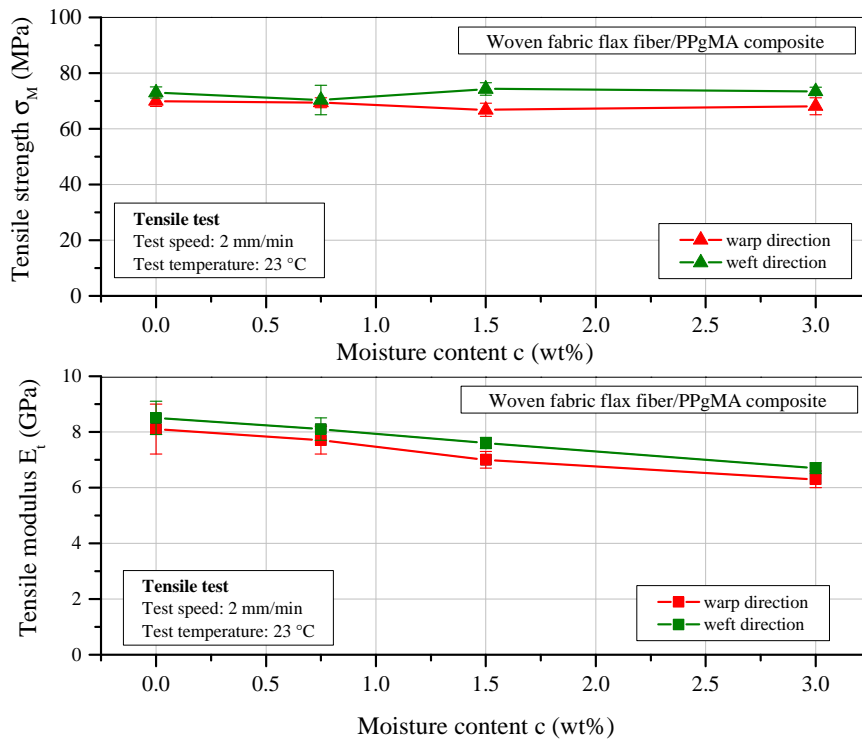 Woven fabric flax fiber/PPgMA composite
Tensile strength σ_M (MPa)
100
80
60
40
20
0
Tensile test
Test speed: 2 mm/min
Test temperature: 23 °C
warp direction
weft direction
0.0 0.5 1.0 1.5 2.0 2.5 3.0
Moisture content c (wt%)
Woven fabric flax fiber/PPgMA composite
Tensile modulus E_t (GPa)
10
8
6
4
2
0
Tensile test
Test speed: 2 mm/min
Test temperature: 23 °C
warp direction
weft direction
0.0 0.5 1.0 1.5 2.0 2.5 3.0
Moisture content c (wt%)